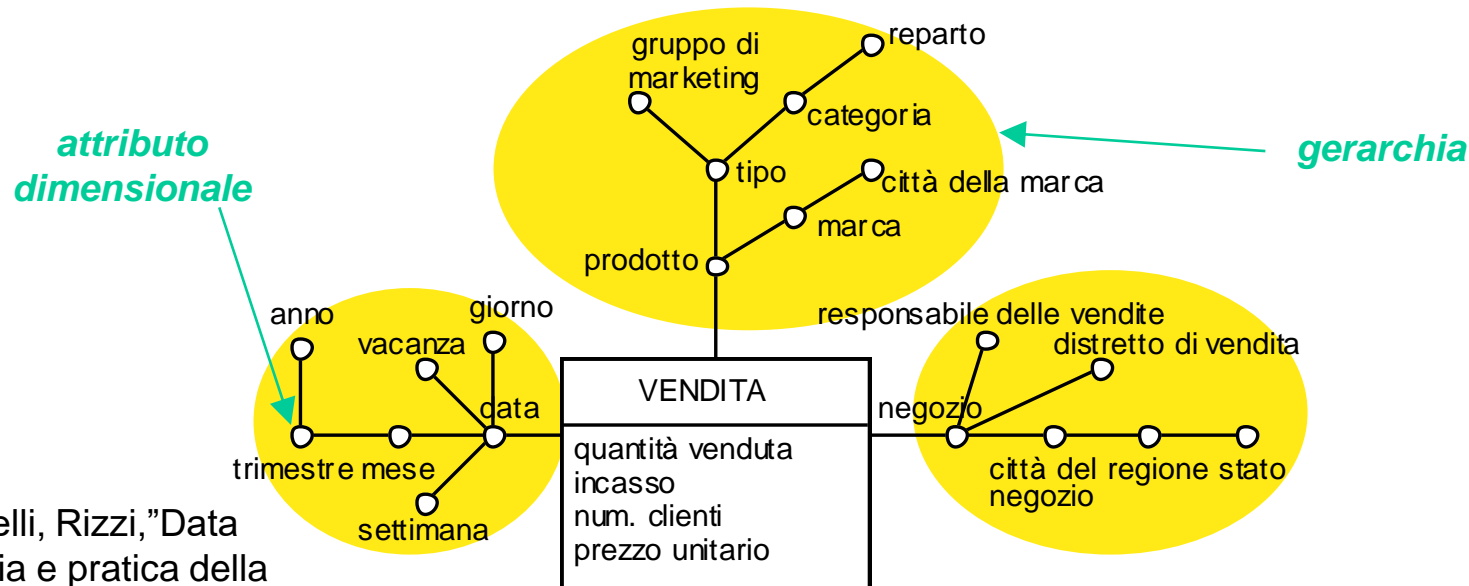 gruppo di
marketing
reparto
categoria
attributo
dimensionale
gerarchia
tipo
città della marca
marca
prodotto
anno
giorno
vacanza
data
trimestre mese
settimana
VENDITA
quantità venduta
incasso
num. clienti
prezzo unitario
responsabile delle vendite
distretto di vendita
negozio
città del regione stato
negozio
elli, Rizzi,”Data
ia e pratica della